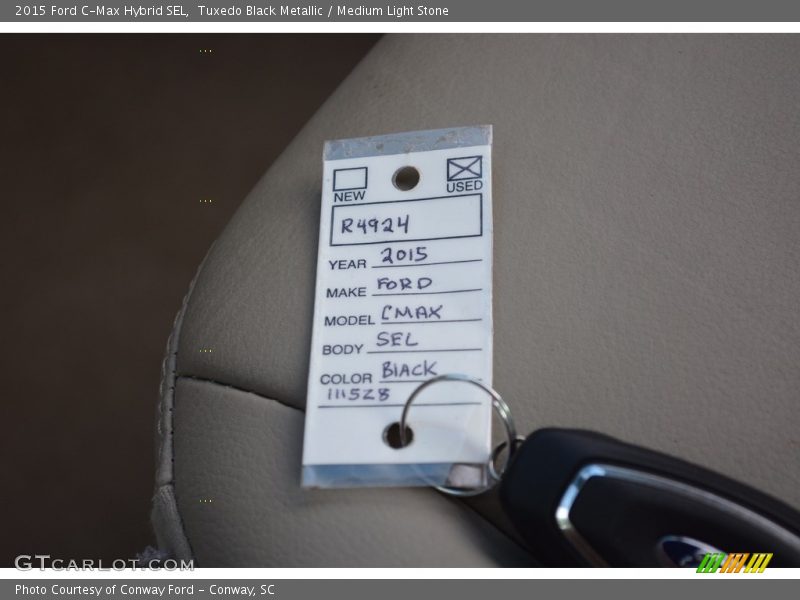 2015 Ford C-Max Hybrid SEL, Tuxedo Black Metallic / Medium Light Stone
NEW USED
R4924
YEAR 2015
MAKE FORD
MODEL CMAX
BODY SEL
COLOR BlACK
111528
GTCARLOT.COM
Photo Courtesy of Conway Ford - Conway, SC